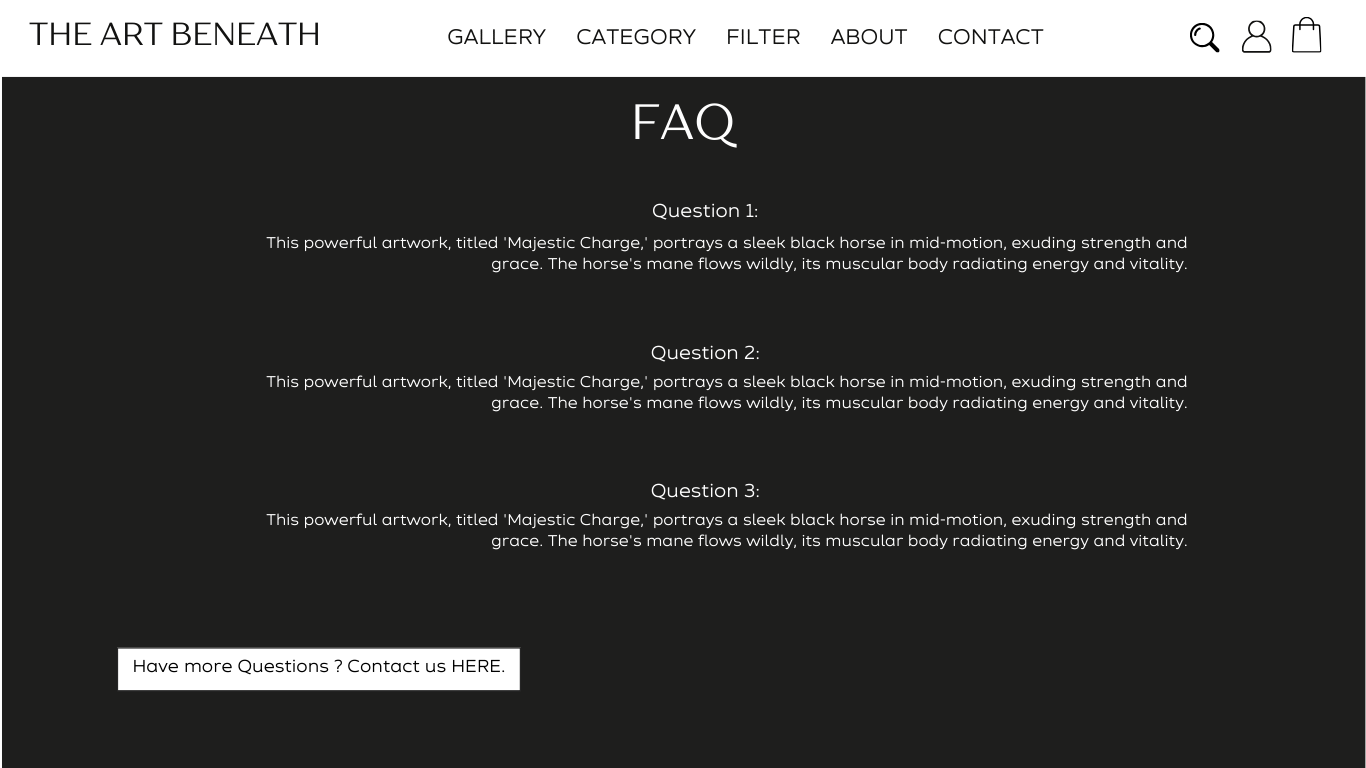 THE ART BENEATH
GALLERY CATEGORY FILTER ABOUT CONTACT
FAQ
Question 1:
This powerful artwork, titled 'Majestic Charge,' portrays a sleek black horse in mid-motion, exuding strength and
grace. The horse's mane flows wildly, its muscular body radiating energy and vitality.
Question 2:
This powerful artwork, titled 'Majestic Charge,' portrays a sleek black horse in mid-motion, exuding strength and
grace. The horse's mane flows wildly, its muscular body radiating energy and vitality.
Question 3:
This powerful artwork, titled 'Majestic Charge,' portrays a sleek black horse in mid-motion, exuding strength and
grace. The horse's mane flows wildly, its muscular body radiating energy and vitality.
Have more Questions ? Contact us HERE.